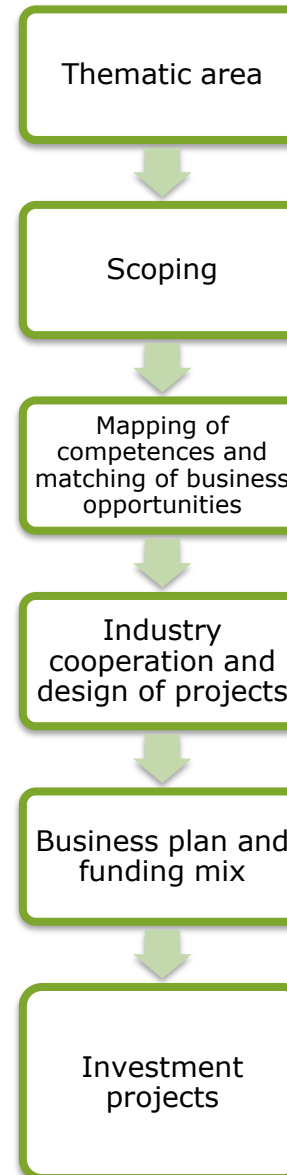 Thematic area
Scoping
Mapping of
competences and
matching of business
opportunities
Industry
cooperation and
design of projects
Business plan and
funding mix
Investment
projects